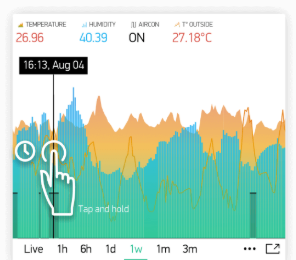 TEMPERATURE HUMIDITY AIRCON T° OUTSIDE
26.96 40.39 ON 27.18°C
16:13, Aug 04
Tap and hold
Live 1h 6h 1d 1w 1m 3m